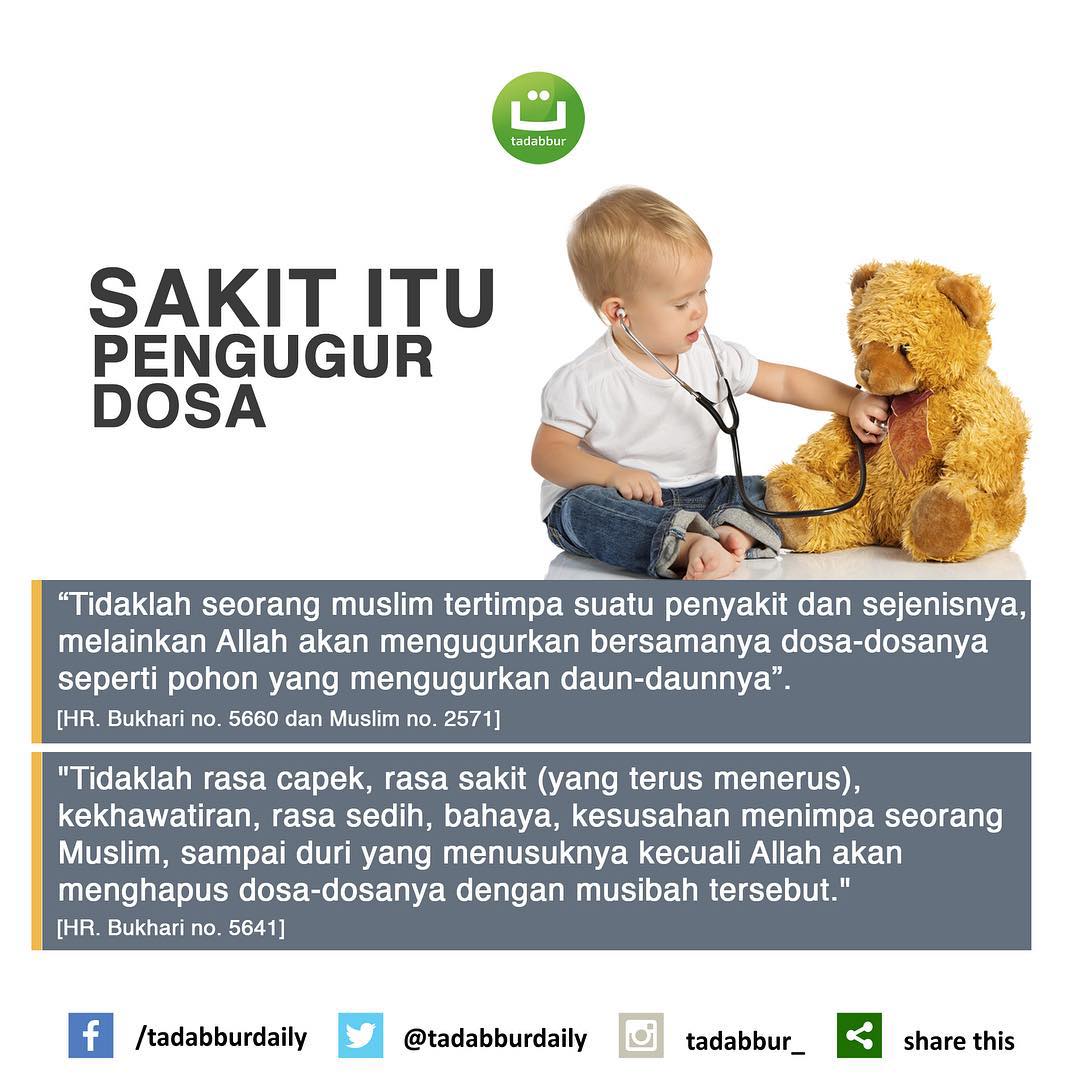 tadabbur
SAKIT ITU
PENGUGUR
DOSA
“Tidaklah seorang muslim tertimpa suatu penyakit dan sejenisnya,
melainkan Allah akan mengugurkan bersamanya dosa-dosanya
seperti pohon yang mengugurkan daun-daunnya”.
[HR. Bukhari no. 5660 dan Muslim no. 2571]
"Tidaklah rasa capek, rasa sakit (yang terus menerus),
kekhawatiran, rasa sedih, bahaya, kesusahan menimpa seorang
Muslim, sampai duri yang menusuknya kecuali Allah akan
menghapus dosa-dosanya dengan musibah tersebut."
[HR. Bukhari no. 5641]
/tadabburdaily @tadabburdaily tadabbur_ share this